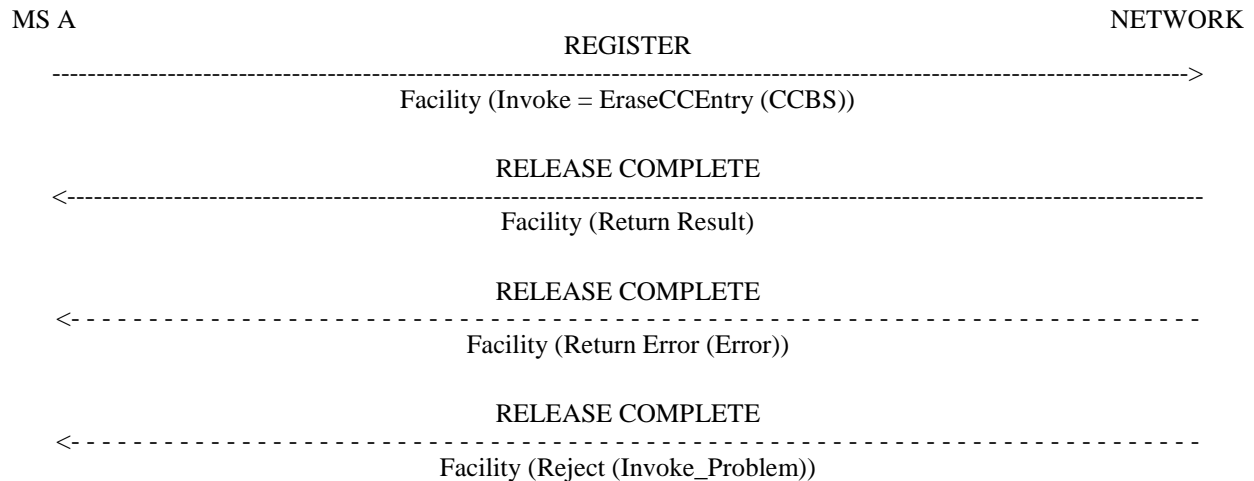 MS A NETWORK
REGISTER
Facility (Invoke = EraseCCEntry (CCBS))
RELEASE COMPLETE
Facility (Return Result)
RELEASE COMPLETE
Facility (Return Error (Error))
RELEASE COMPLETE
Facility (Reject (Invoke_Problem))